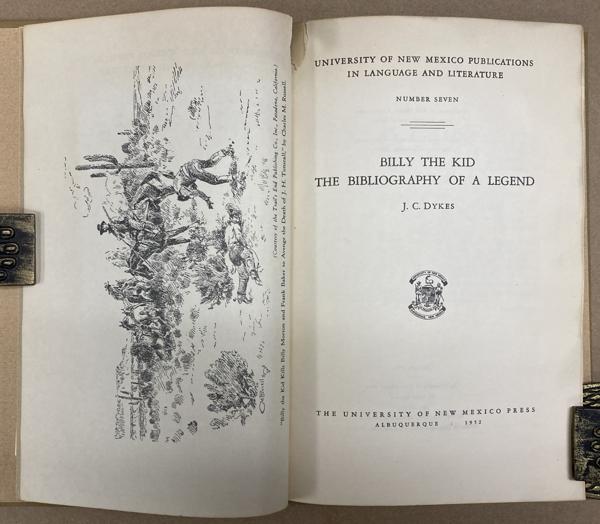 (Courtesy of the Trail's End Publishing Co., Inc., Pasadena, California.)
"Billy the Kid Kills Billy Morton and Frank Baker to Avenge the Death of J. H. Tunstall," by Charles M. Russell.
UNIVERSITY OF NEW MEXICO PUBLICATIONS
IN LANGUAGE AND LITERATURE
NUMBER SEVEN
BILLY THE KID
THE BIBLIOGRAPHY OF A LEGEND
J. C. DYKES
THE UNIVERSITY OF NEW MEXICO PRESS
ALBUQUERQUE 1952